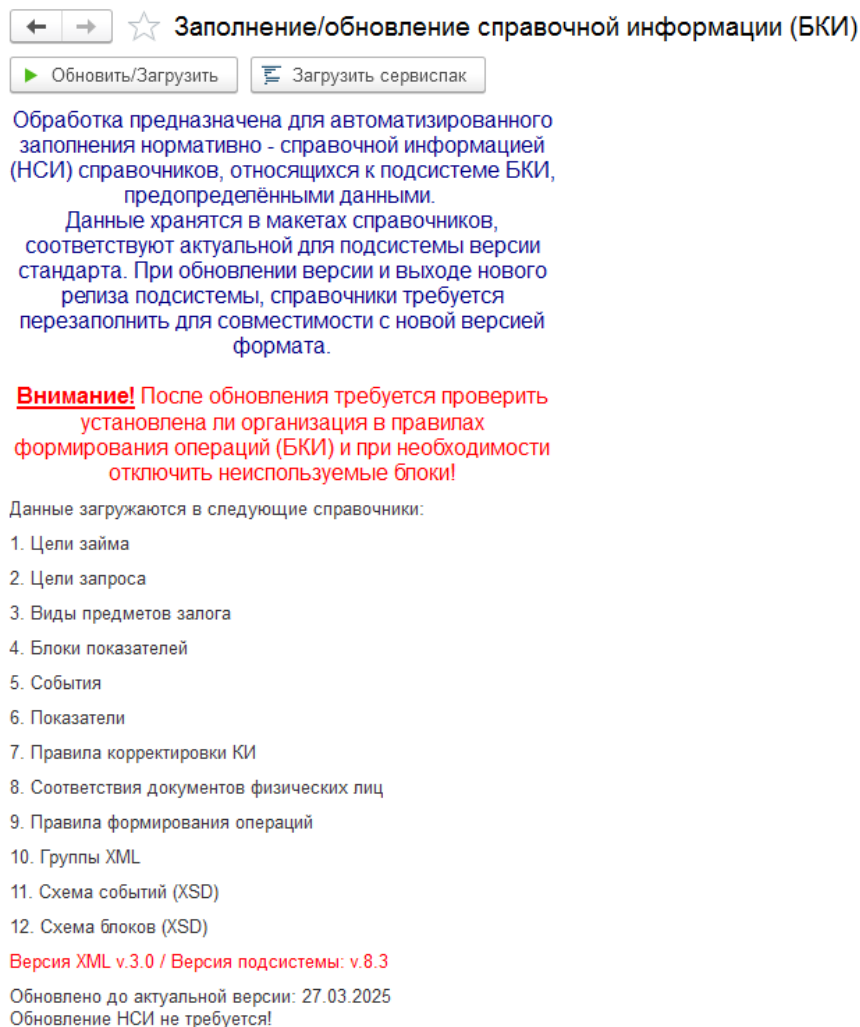 Заполнение/обновление справочной информации (БКИ)
Обновить/Загрузить
Загрузить сервиспак
Обработка предназначена для автоматизированного
заполнения нормативно - справочной информацией
(НСИ) справочников, относящихся к подсистеме БКИ,
предопределёнными данными.
Данные хранятся в макетах справочников,
соответствуют актуальной для подсистемы версии
стандарта. При обновлении версии и выходе нового
релиза подсистемы, справочники требуется
перезаполнить для совместимости с новой версией
формата.
Внимание! После обновления требуется проверить
установлена ли организация в правилах
формирования операций (БКИ) и при необходимости
отключить неиспользуемые блоки!
Данные загружаются в следующие справочники:
1. Цели займа
2. Цели запроса
3. Виды предметов залога
4. Блоки показателей
5. События
6. Показатели
7. Правила корректировки КИ
8. Соответствия документов физических лиц
9. Правила формирования операций
10. Группы XML
11. Схема событий (XSD)
12. Схема блоков (XSD)
Версия XML v.3.0 / Версия подсистемы: v.8.3
Обновлено до актуальной версии: 27.03.2025
Обновление НСИ не требуется!